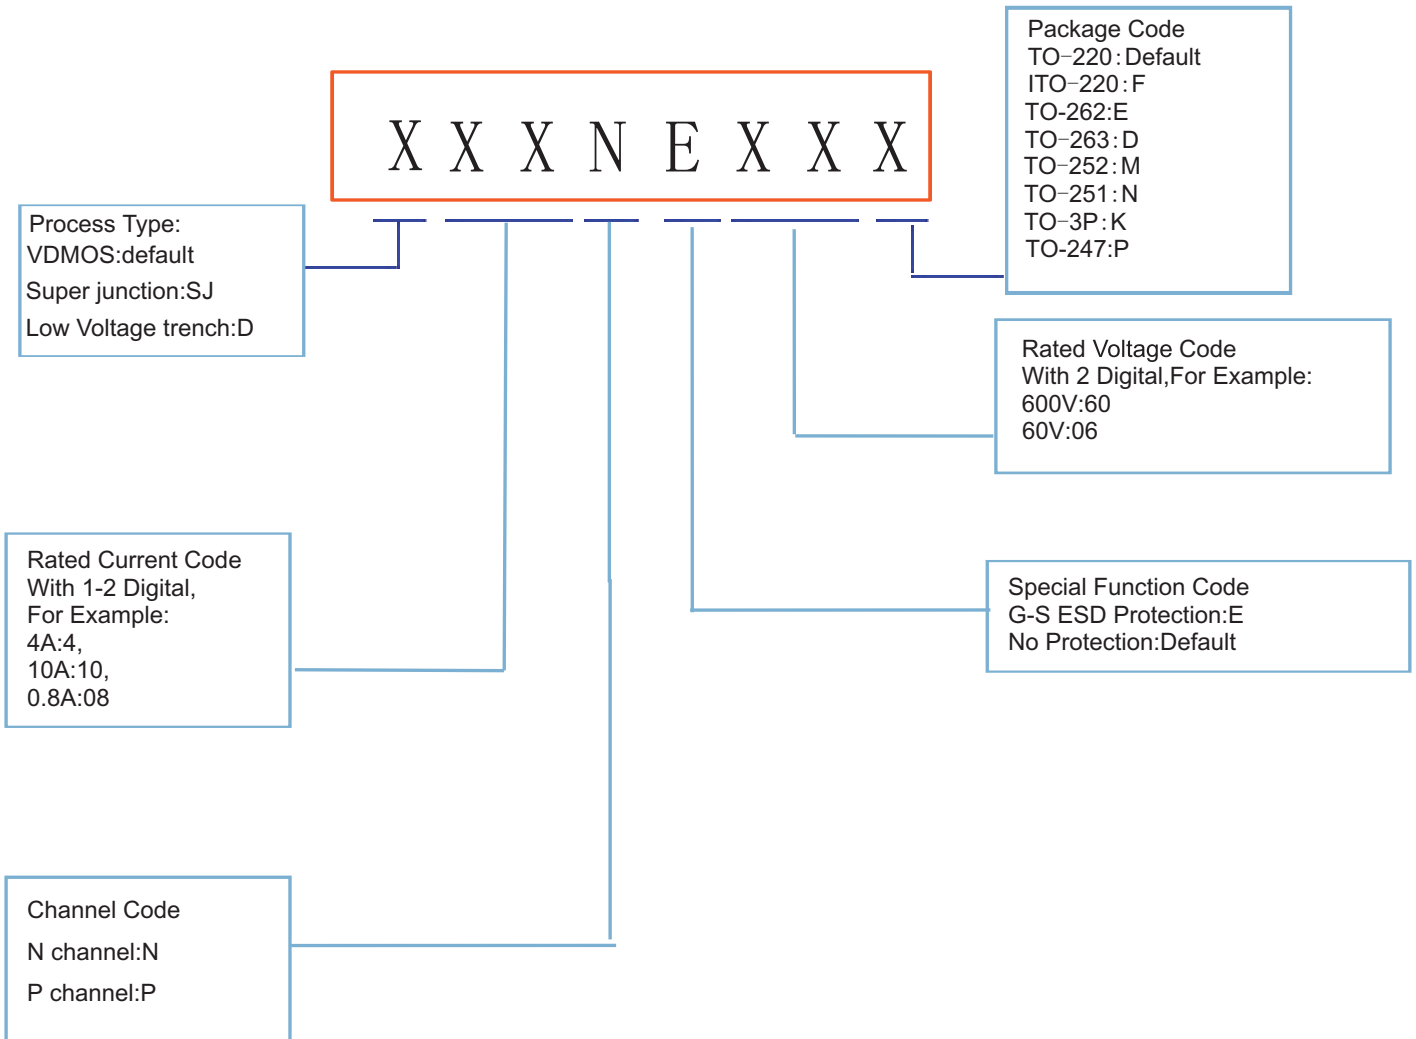 Package Code
TO-220:Default
ITO-220:F
TO-262:E
TO-263:D
TO-252:M
TO-251:N
TO-3P:K
TO-247:P
X X X N E X X X
Process Type:
VDMOS:default
Super junction:SJ
Low Voltage trench:D
Rated Voltage Code
With 2 Digital,For Example:
600V:60
60V:06
Rated Current Code
With 1-2 Digital,
For Example:
4A:4,
10A:10,
0.8A:08
Special Function Code
G-S ESD Protection:E
No Protection:Default
Channel Code
N channel:N
P channel:P